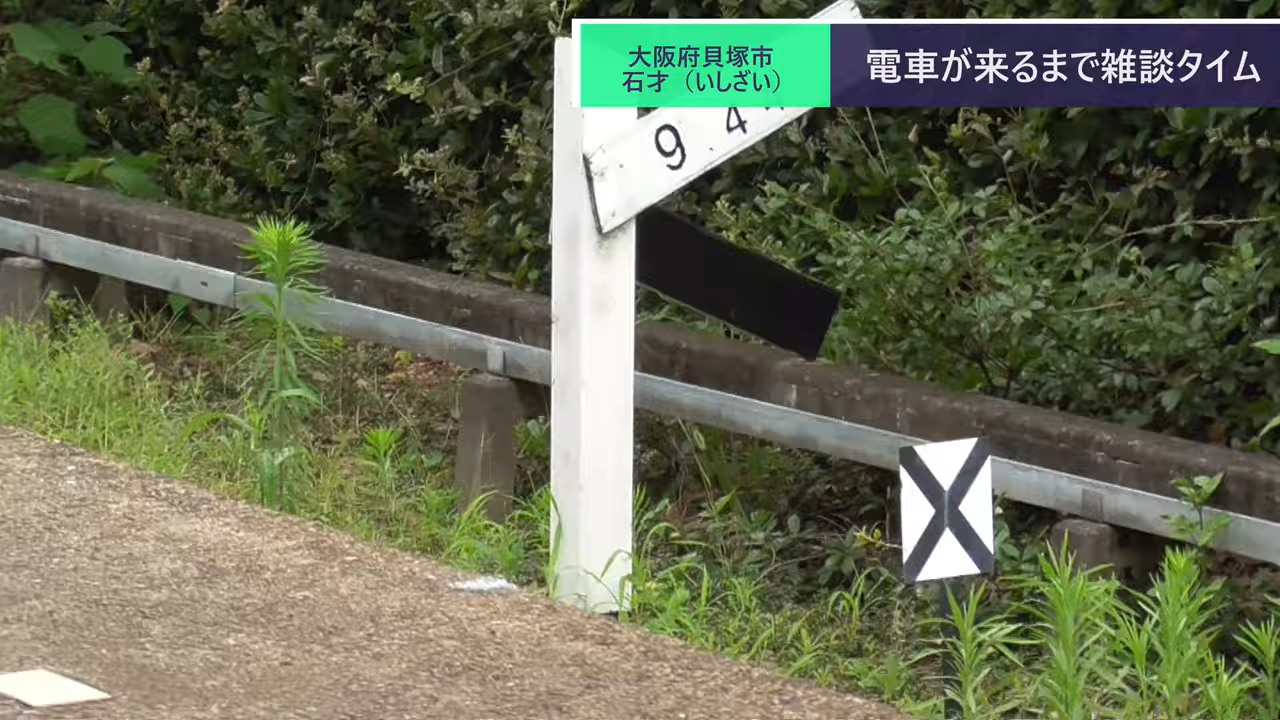 大阪府貝塚市
石才（いしざい）
電車が来るまで雑談タイム
9 4